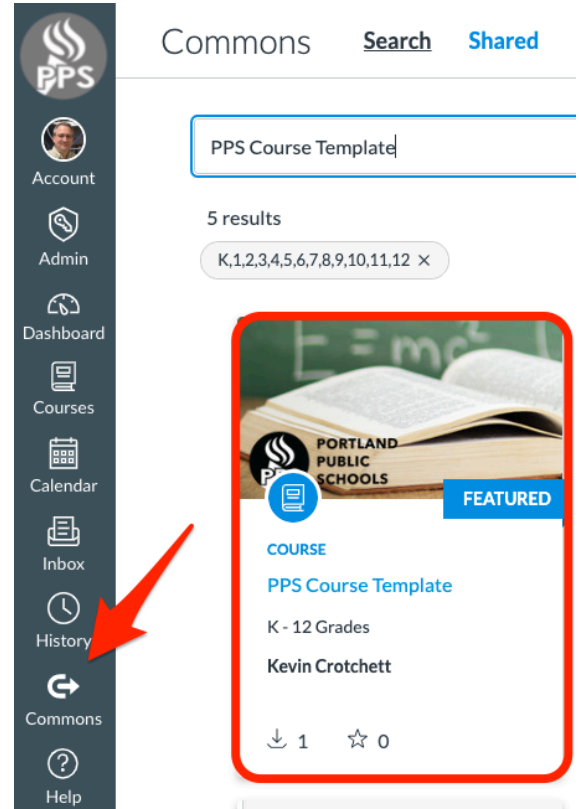 PPS
Account
Admin
Dashboard
Courses
Calendar
Inbox
History
Commons
Help
Commons Search Shared
PPS Course Template
5 results
K,1,2,3,4,5,6,7,8,9,10,11,12 ×
E = mc²
PORTLAND
PUBLIC
SCHOOLS
FEATURED
COURSE
PPS Course Template
K - 12 Grades
Kevin Crotchett
1 0